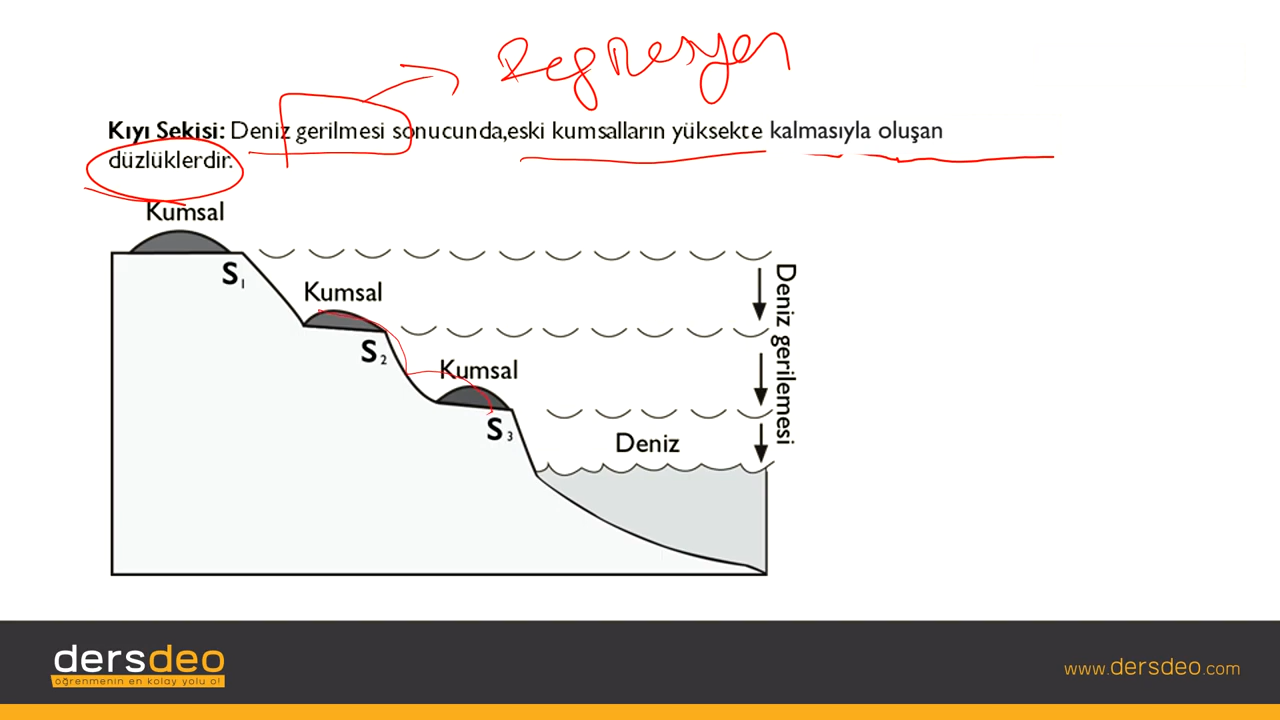 Regresyon
Kıyı Sekisi: Deniz gerilmesi sonucunda,eski kumsalların yüksekte kalmasıyla oluşan
düzlüklerdir.
Kumsal
S1
Kumsal
S2
Kumsal
S3
Deniz gerilemesi
Deniz
dersdeo
öğrenmenin en kolay yolu o!
www.dersdeo.com